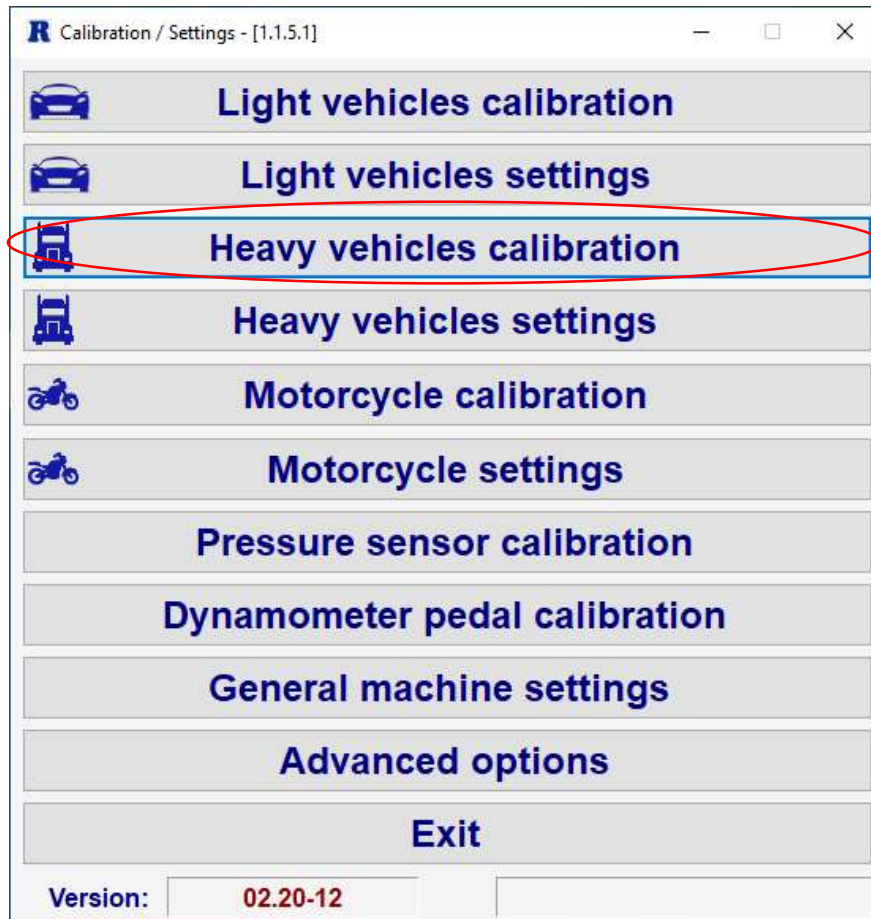 R Calibration / Settings - [1.1.5.1]
Light vehicles calibration
Light vehicles settings
Heavy vehicles calibration
Heavy vehicles settings
Motorcycle calibration
Motorcycle settings
Pressure sensor calibration
Dynamometer pedal calibration
General machine settings
Advanced options
Exit
Version: 02.20-12